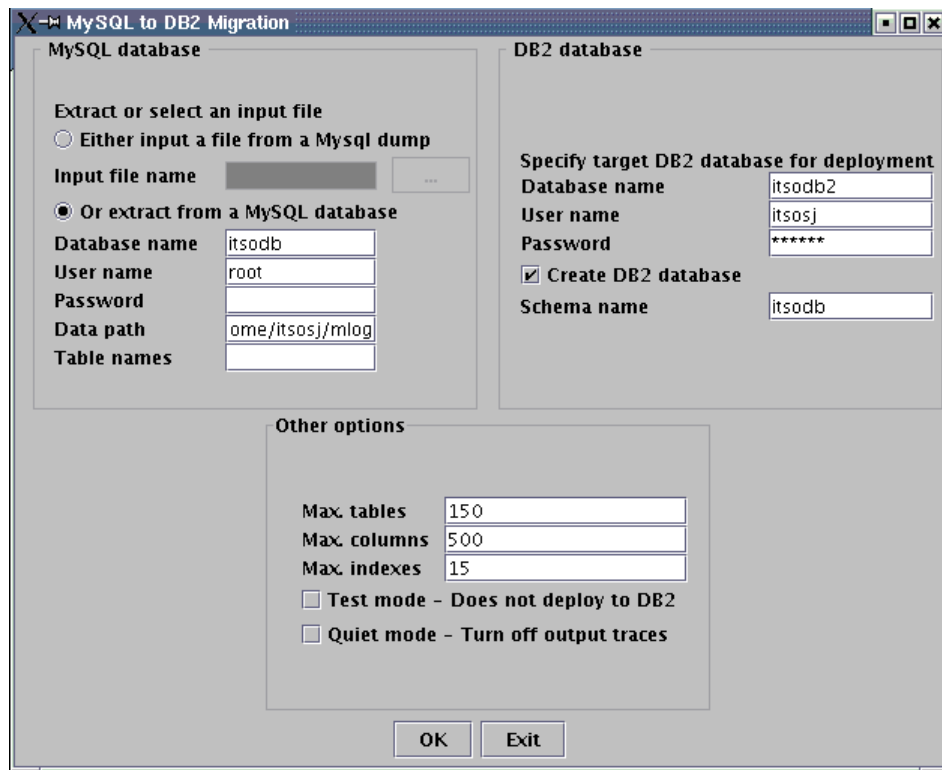 MySQL to DB2 Migration
MySQL database
Extract or select an input file
Either input a file from a Mysql dump
Input file name ...
Or extract from a MySQL database
Database name itsodb
User name root
Password
Data path ome/itsosj/mlog
Table names
DB2 database
Specify target DB2 database for deployment
Database name itsodb2
User name itsosj
Password ******
Create DB2 database
Schema name itsodb
Other options
Max. tables 150
Max. columns 500
Max. indexes 15
Test mode - Does not deploy to DB2
Quiet mode - Turn off output traces
OK Exit